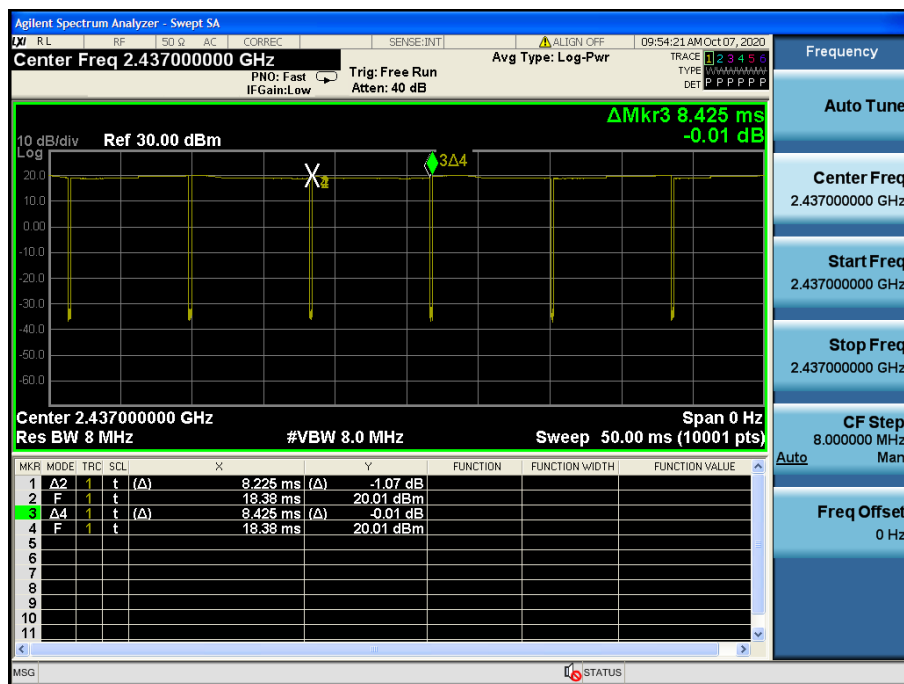 Agilent Spectrum Analyzer - Swept SA
LXI RL RF 50 Ω AC CORREC SENSE:INT ALIGN OFF 09:54:21 AM Oct 07, 2020
Center Freq 2.437000000 GHz
PNO: Fast
IFGain:Low
Trig: Free Run
Atten: 40 dB
Avg Type: Log-Pwr
TRACE 1 2 3 4 5 6
TYPE WWWWWW
DET P P P P P P
ΔMkr3 8.425 ms
-0.01 dB
10 dB/div Ref 30.00 dBm
Log
3Δ4
20.0
10.0
0.00
-10.0
-20.0
-30.0
-40.0
-50.0
-60.0
Center 2.437000000 GHz Span 0 Hz
Res BW 8 MHz #VBW 8.0 MHz Sweep 50.00 ms (10001 pts)
MKR MODE TRC SCL X Y FUNCTION FUNCTION WIDTH FUNCTION VALUE
1 Δ2 1 t (Δ) 8.225 ms (Δ) -1.07 dB
2 F 1 t 18.38 ms 20.01 dBm
3 Δ4 1 t (Δ) 8.425 ms (Δ) -0.01 dB
4 F 1 t 18.38 ms 20.01 dBm
5
6
7
8
9
10
11
MSG STATUS
Frequency
Auto Tune
Center Freq
2.437000000 GHz
Start Freq
2.437000000 GHz
Stop Freq
2.437000000 GHz
CF Step
8.000000 MHz
Auto Man
Freq Offset
0 Hz